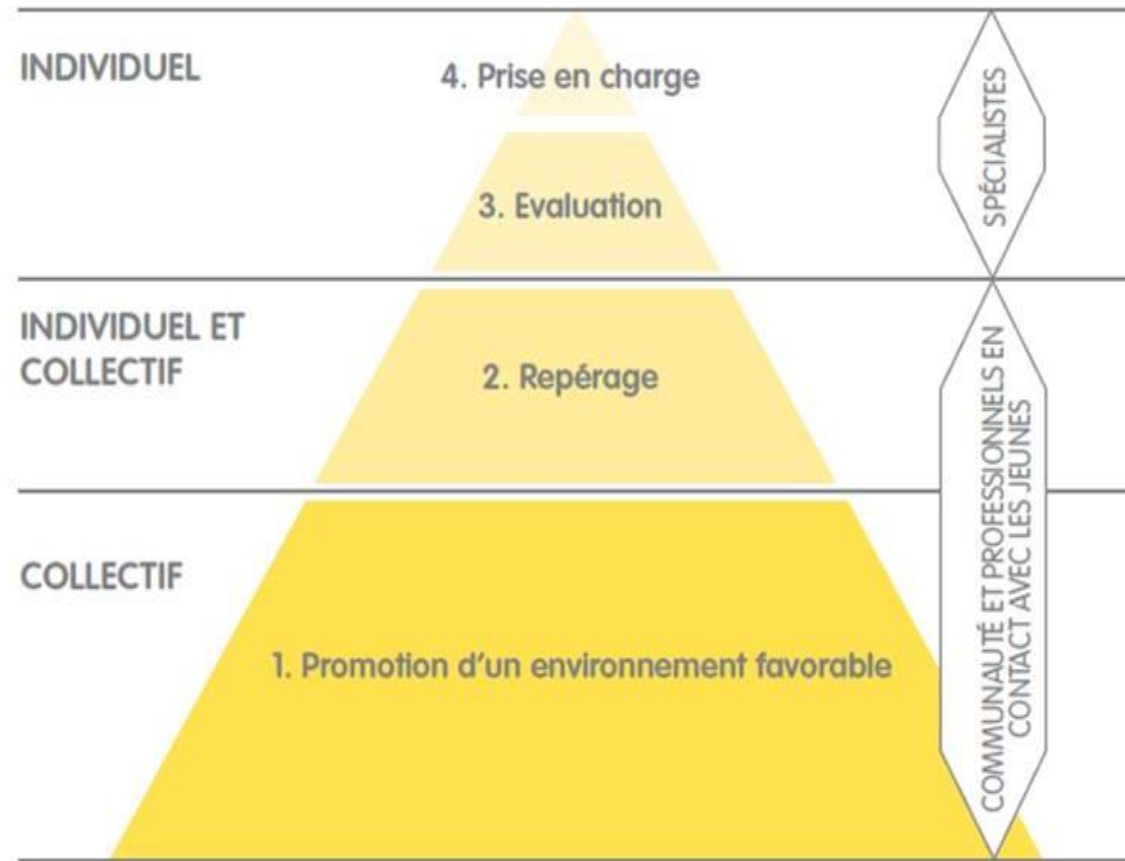 INDIVIDUEL
4. Prise en charge
SPÉCIALISTES
3. Evaluation
INDIVIDUEL ET
COLLECTIF
2. Repérage
COMMUNAUTÉ ET PROFESSIONNELS EN
CONTACT AVEC LES JEUNES
COLLECTIF
1. Promotion d'un environnement favorable